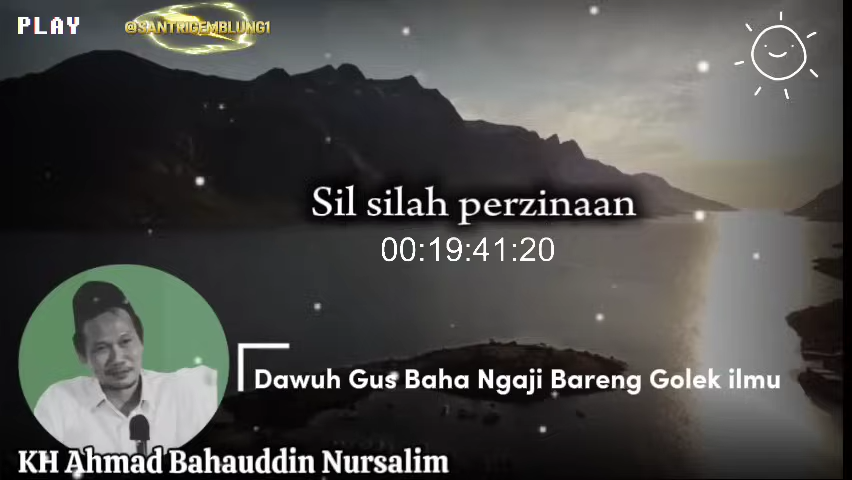 PLAY
@SANTRIGEMBLUNG1
Sil silah perzinaan
00:19:41:20
Dawuh Gus Baha Ngaji Bareng Golek ilmu
KH Ahmad Bahauddin Nursalim